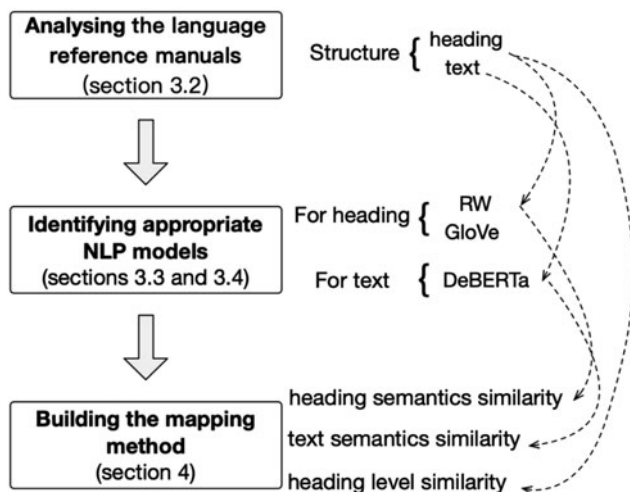 Analysing the language
reference manuals
(section 3.2)
Structure { heading
text
Identifying appropriate
NLP models
(sections 3.3 and 3.4)
For heading { RW
GloVe
For text { DeBERTa
Building the mapping
method
(section 4)
heading semantics similarity
text semantics similarity
heading level similarity